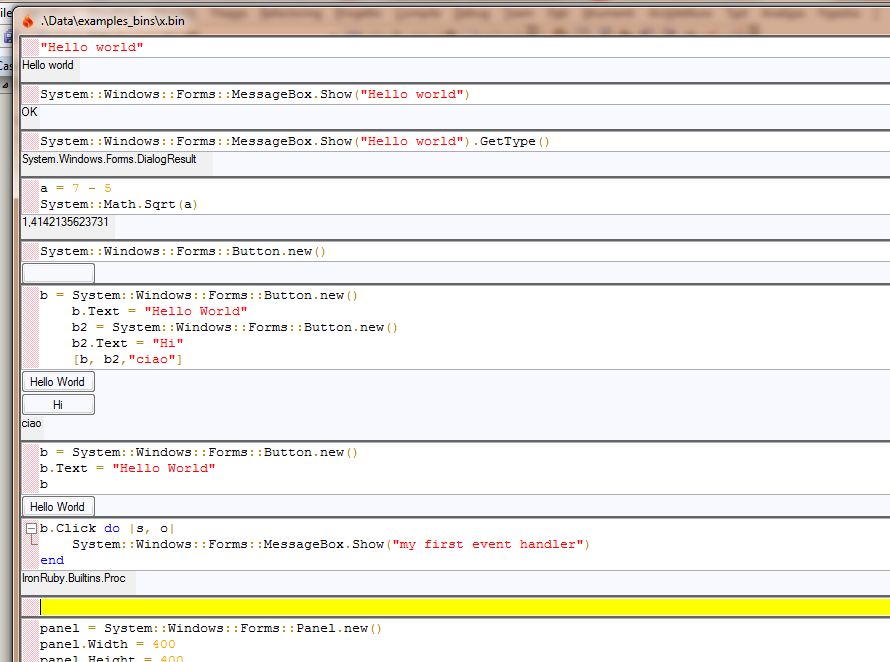 .\Data\examples_bins\x.bin
"Hello world"
Hello world
System::Windows::Forms::MessageBox.Show("Hello world")
OK
System::Windows::Forms::MessageBox.Show("Hello world").GetType()
System.Windows.Forms.DialogResult
a = 7 - 5
System::Math.Sqrt(a)
1,4142135623731
System::Windows::Forms::Button.new()
b = System::Windows::Forms::Button.new()
b.Text = "Hello World"
b2 = System::Windows::Forms::Button.new()
b2.Text = "Hi"
[b, b2,"ciao"]
Hello World
Hi
ciao
b = System::Windows::Forms::Button.new()
b.Text = "Hello World"
b
Hello World
b.Click do |s, o|
System::Windows::Forms::MessageBox.Show("my first event handler")
end
IronRuby.Builtins.Proc
panel = System::Windows::Forms::Panel.new()
panel.Width = 400
panel.Height = 400